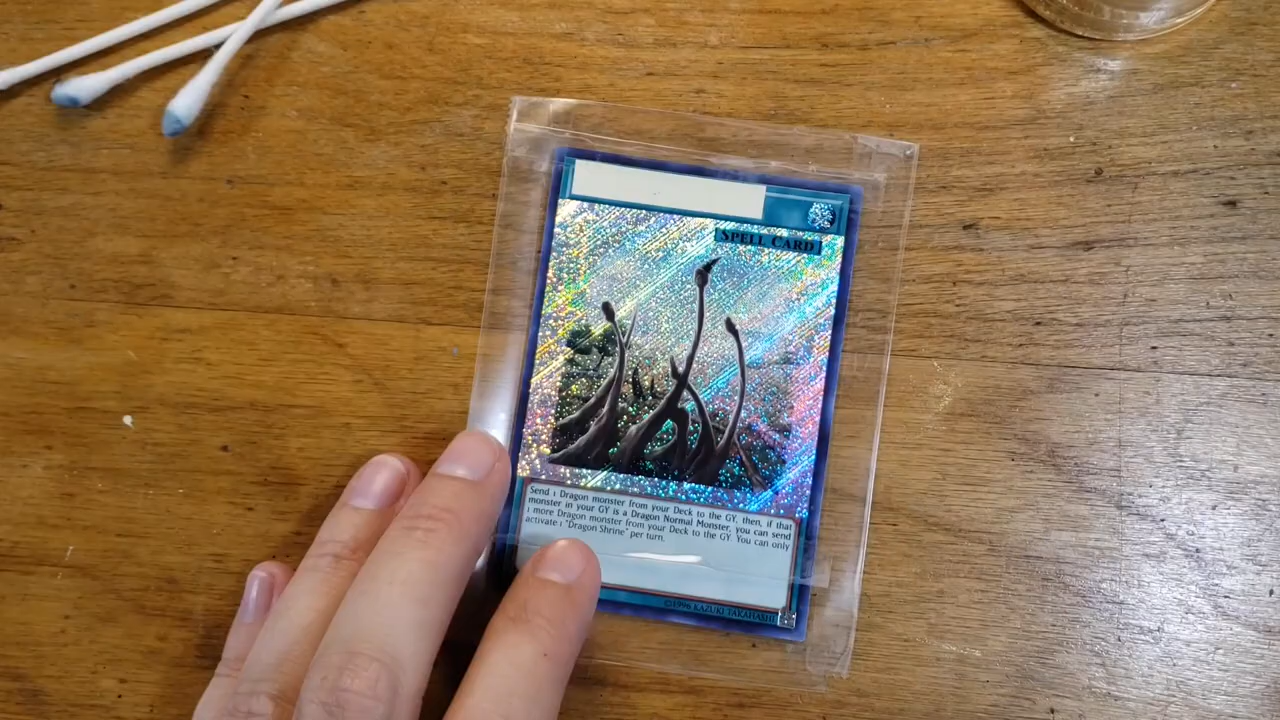 SPELL CARD
Send 1 Dragon monster from your Deck to the GY, then, if that
monster in your GY is a Dragon Normal Monster, you can send
1 more Dragon monster from your Deck to the GY. You can only
activate 1 "Dragon Shrine" per turn.
©1996 KAZUKI TAKAHASHI